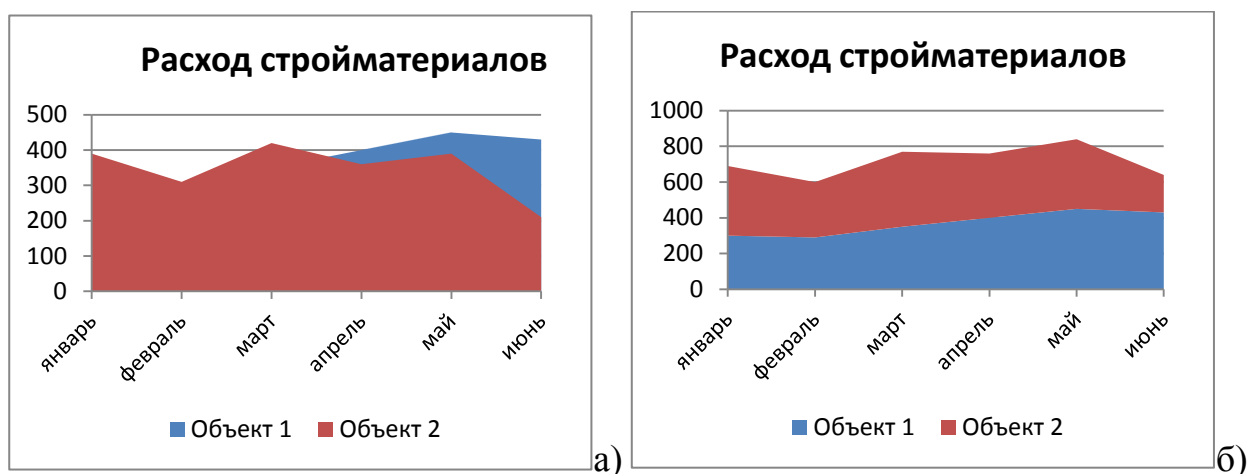 Расход стройматериалов
500
400
300
200
100
0
январь
февраль
март
апрель
май
июнь
Объект 1
Объект 2
а)
Расход стройматериалов
1000
800
600
400
200
0
январь
февраль
март
апрель
май
июнь
Объект 1
Объект 2
б)